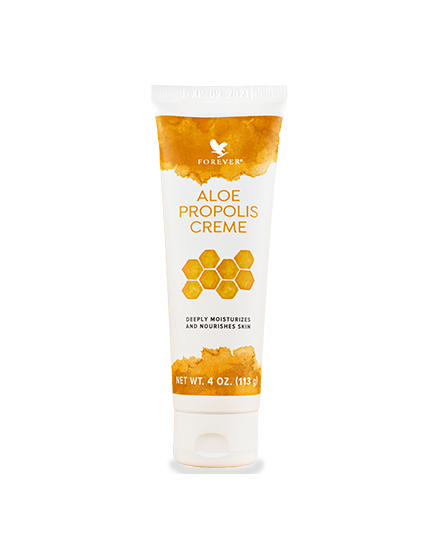 FOREVER®
ALOE
PROPOLIS
CREME
DEEPLY MOISTURIZES
AND NOURISHES SKIN
NET WT. 4 OZ. (113 g)